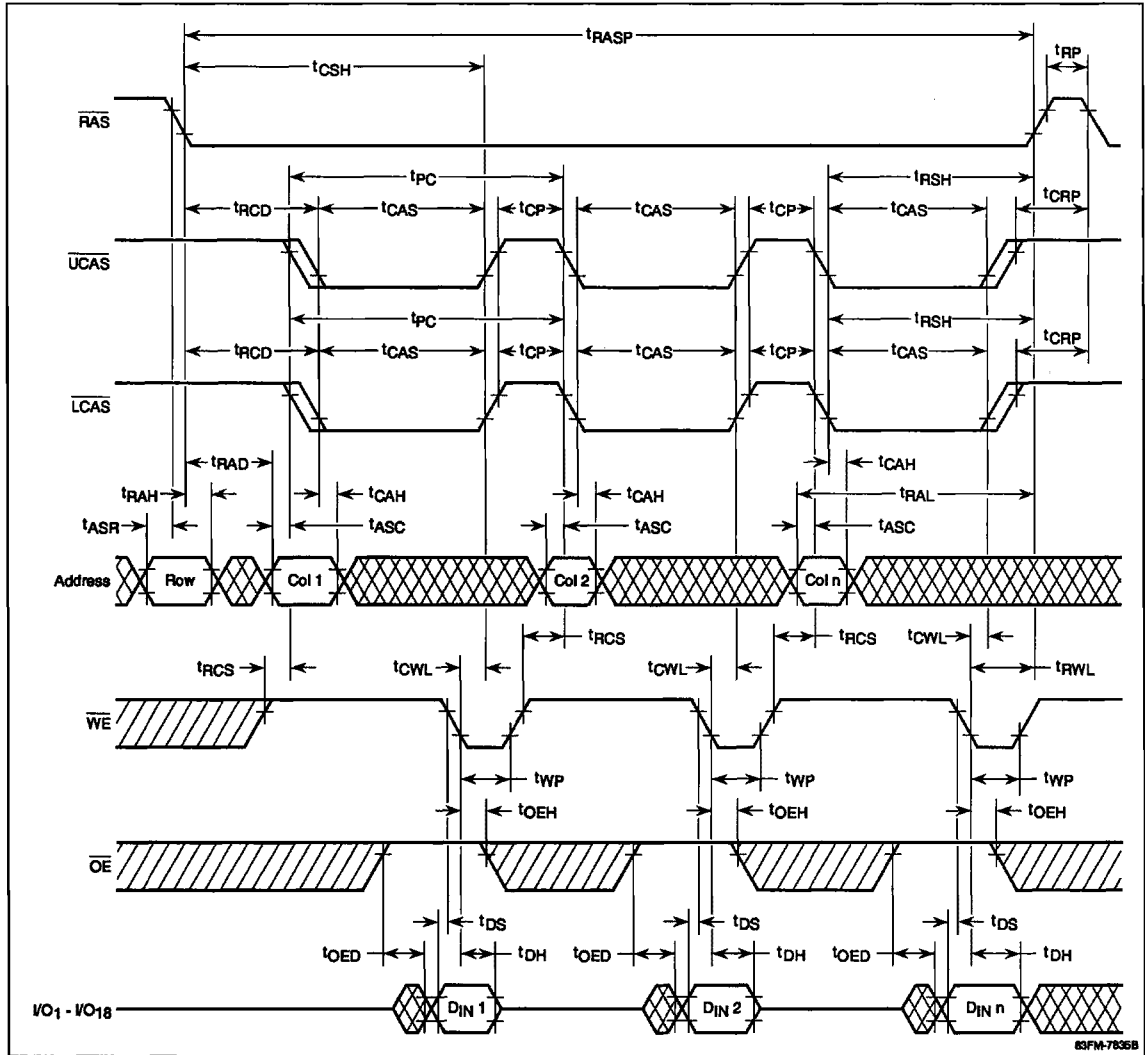 tRASP
tRP
tCSH
RAS
tPC
tRSH
tRCD tCAS tCP tCAS tCP tCAS tCRP
UCAS
tPC
tRSH
tRCD tCAS tCP tCAS tCP tCAS tCRP
LCAS
tRAD
tCAH
tRAH tCAH tCAH tRAL
tASR tASC tASC tASC
Address Row Col 1 Col 2 Col n
tRCS tRCS tCWL
tRCS tCWL tCWL tRWL
WE
tWP tWP tWP
tOEH tOEH tOEH
OE
tDS tDS tDS
tOED tDH tOED tDH tOED tDH
I/O1 - I/O18 DIN 1 DIN 2 DIN n
83FM-7835B